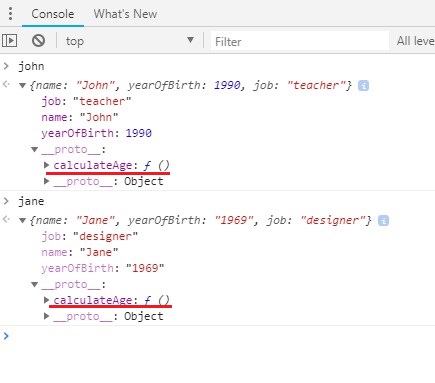 Console What's New
top Filter All leve
> john
{name: "John", yearOfBirth: 1990, job: "teacher"} i
job: "teacher"
name: "John"
yearOfBirth: 1990
__proto__:
calculateAge: ƒ ()
__proto__: Object
> jane
{name: "Jane", yearOfBirth: "1969", job: "designer"} i
job: "designer"
name: "Jane"
yearOfBirth: "1969"
__proto__:
calculateAge: ƒ ()
__proto__: Object
>